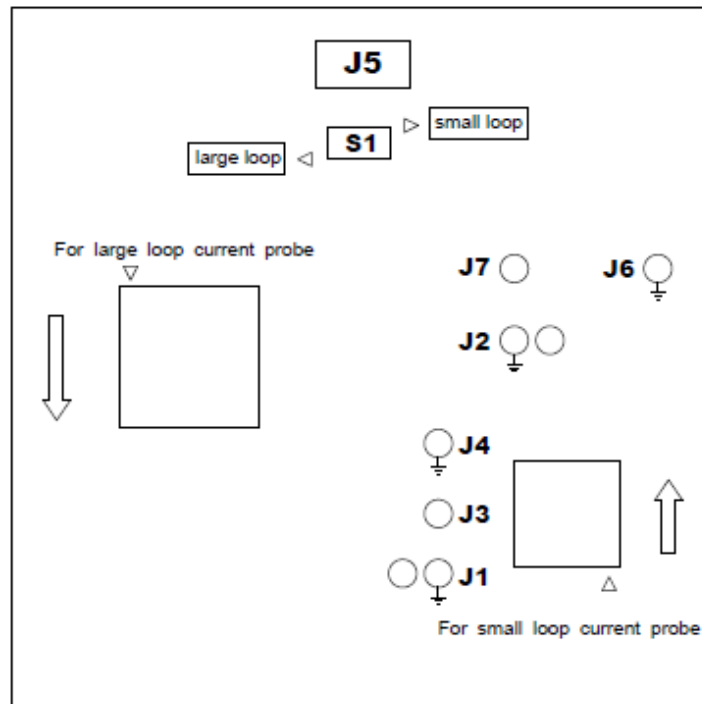 J5
small loop
S1
large loop
For large loop current probe
J7
J6
J2
J4
J3
J1
For small loop current probe